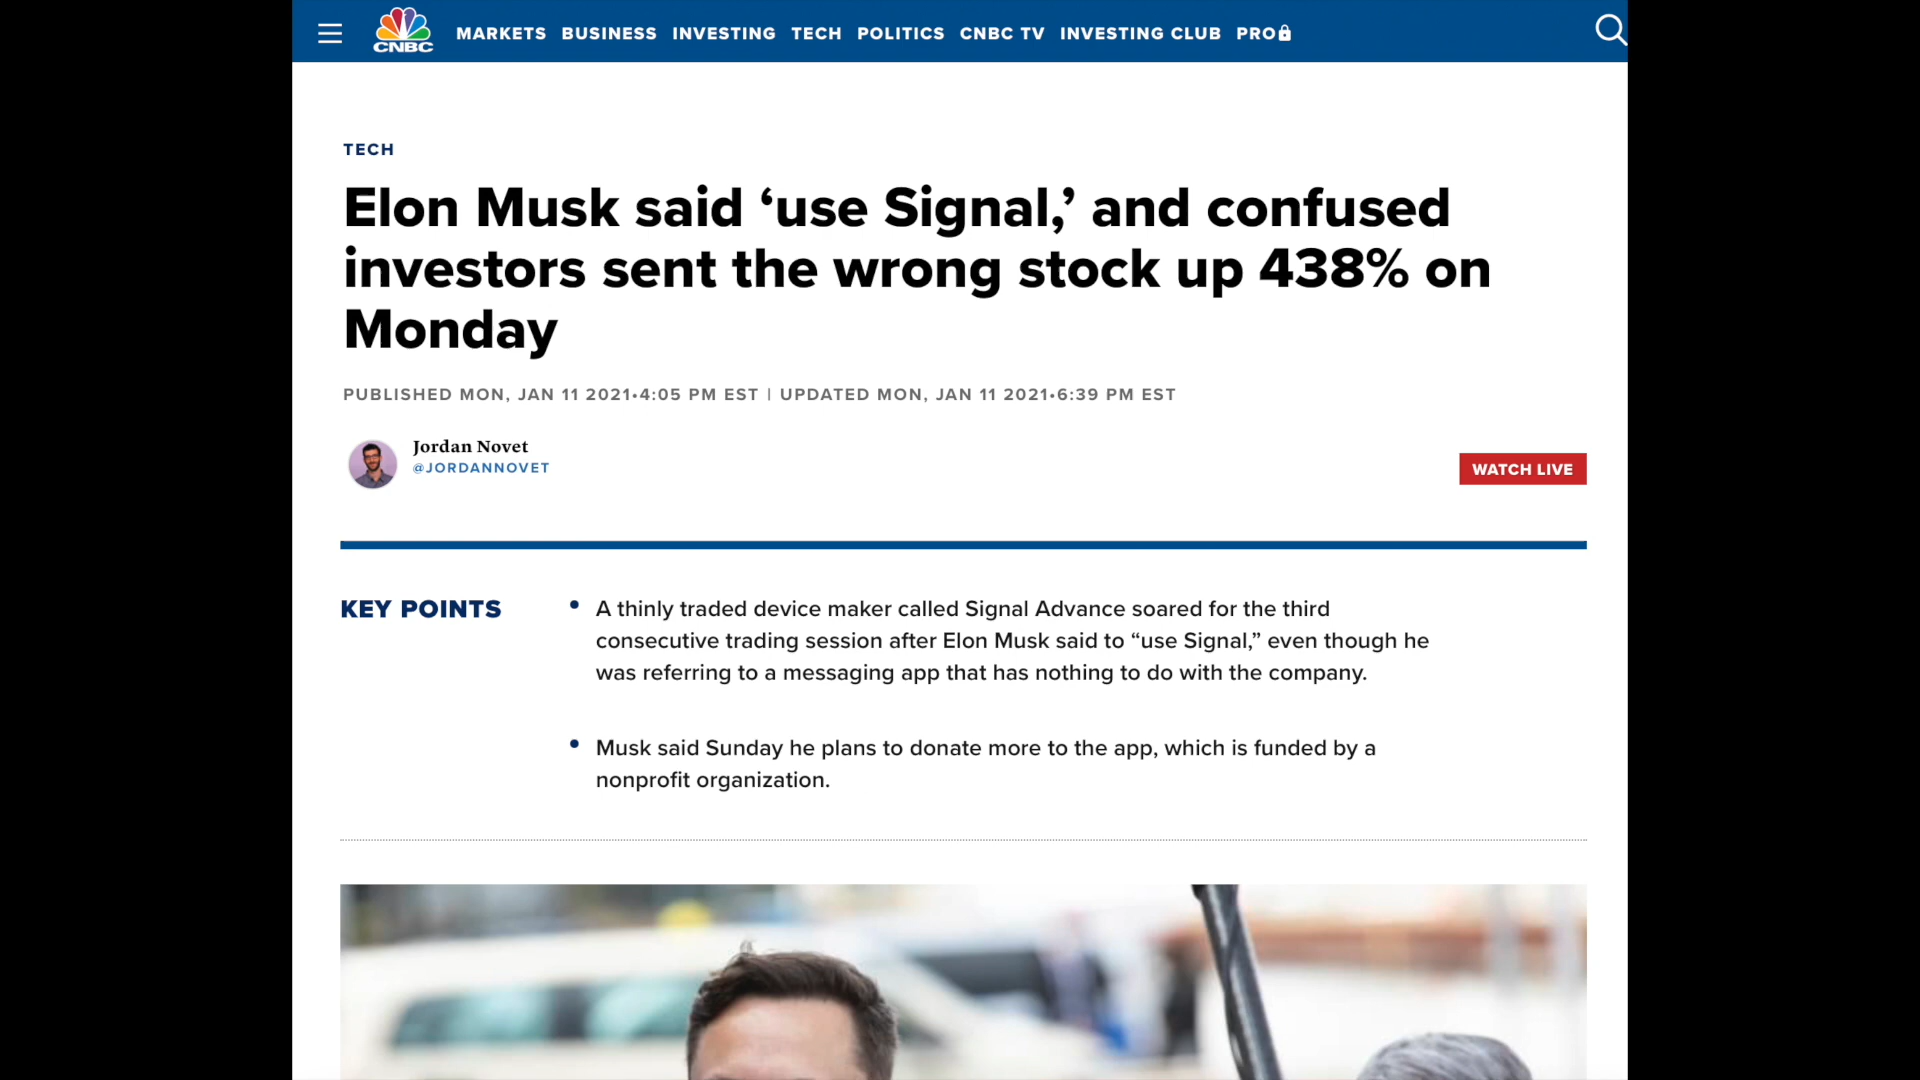 CNBC
MARKETS BUSINESS INVESTING TECH POLITICS CNBC TV INVESTING CLUB PRO
TECH
Elon Musk said ‘use Signal,’ and confused
investors sent the wrong stock up 438% on
Monday
PUBLISHED MON, JAN 11 2021•4:05 PM EST | UPDATED MON, JAN 11 2021•6:39 PM EST
Jordan Novet
@JORDANNOVET
WATCH LIVE
KEY POINTS
• A thinly traded device maker called Signal Advance soared for the third
consecutive trading session after Elon Musk said to “use Signal,” even though he
was referring to a messaging app that has nothing to do with the company.
• Musk said Sunday he plans to donate more to the app, which is funded by a
nonprofit organization.